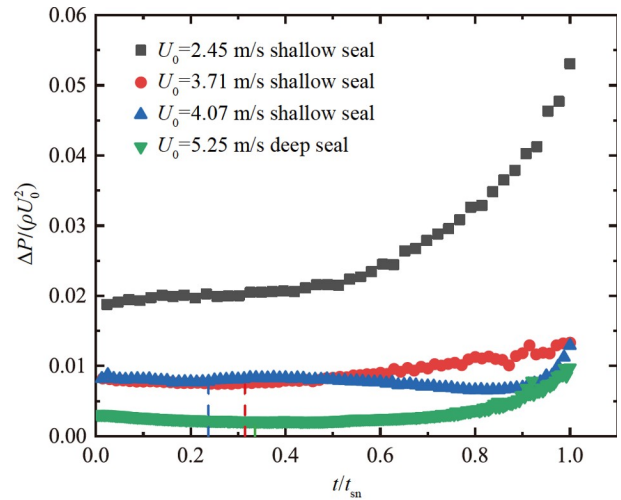 0.06
0.05
0.04
0.03
0.02
0.01
0.00
ΔP/(ρU₀²)
U₀=2.45 m/s shallow seal
U₀=3.71 m/s shallow seal
U₀=4.07 m/s shallow seal
U₀=5.25 m/s deep seal
0.0 0.2 0.4 0.6 0.8 1.0
t/tₛₙ